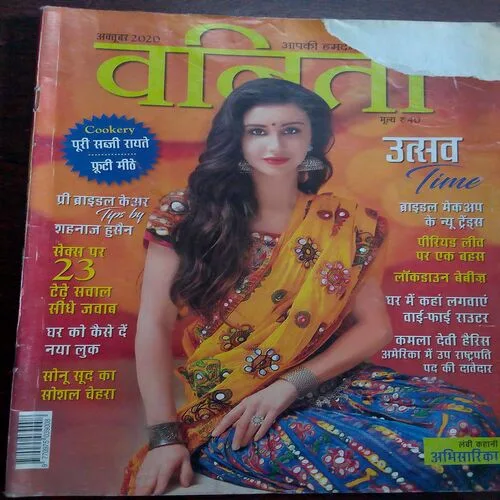 अक्तूबर 2020
आपकी हमदर्द
वनिता
मूल्य ₹ 40
Cookery
पूरी सब्जी रायते
फ्रूटी मीठे
उत्सव
Time
प्री ब्राइडल केअर
Tips by
शहनाज हुसैन
सेक्स पर
23
टेढ़े सवाल
सीधे जवाब
घर को कैसे दें
नया लुक
सोनू सूद का
सोशल चेहरा
ब्राइडल मेकअप
के न्यू ट्रेंड्स
पीरियड लीव
पर एक बहस
लॉकडाउन बेबीज़
घर में कहां लगवाएं
वाई-फाई राउटर
कमला देवी हैरिस
अमेरिका में उप राष्ट्रपति
पद की दावेदार
लंबी कहानी
अभिसारिका